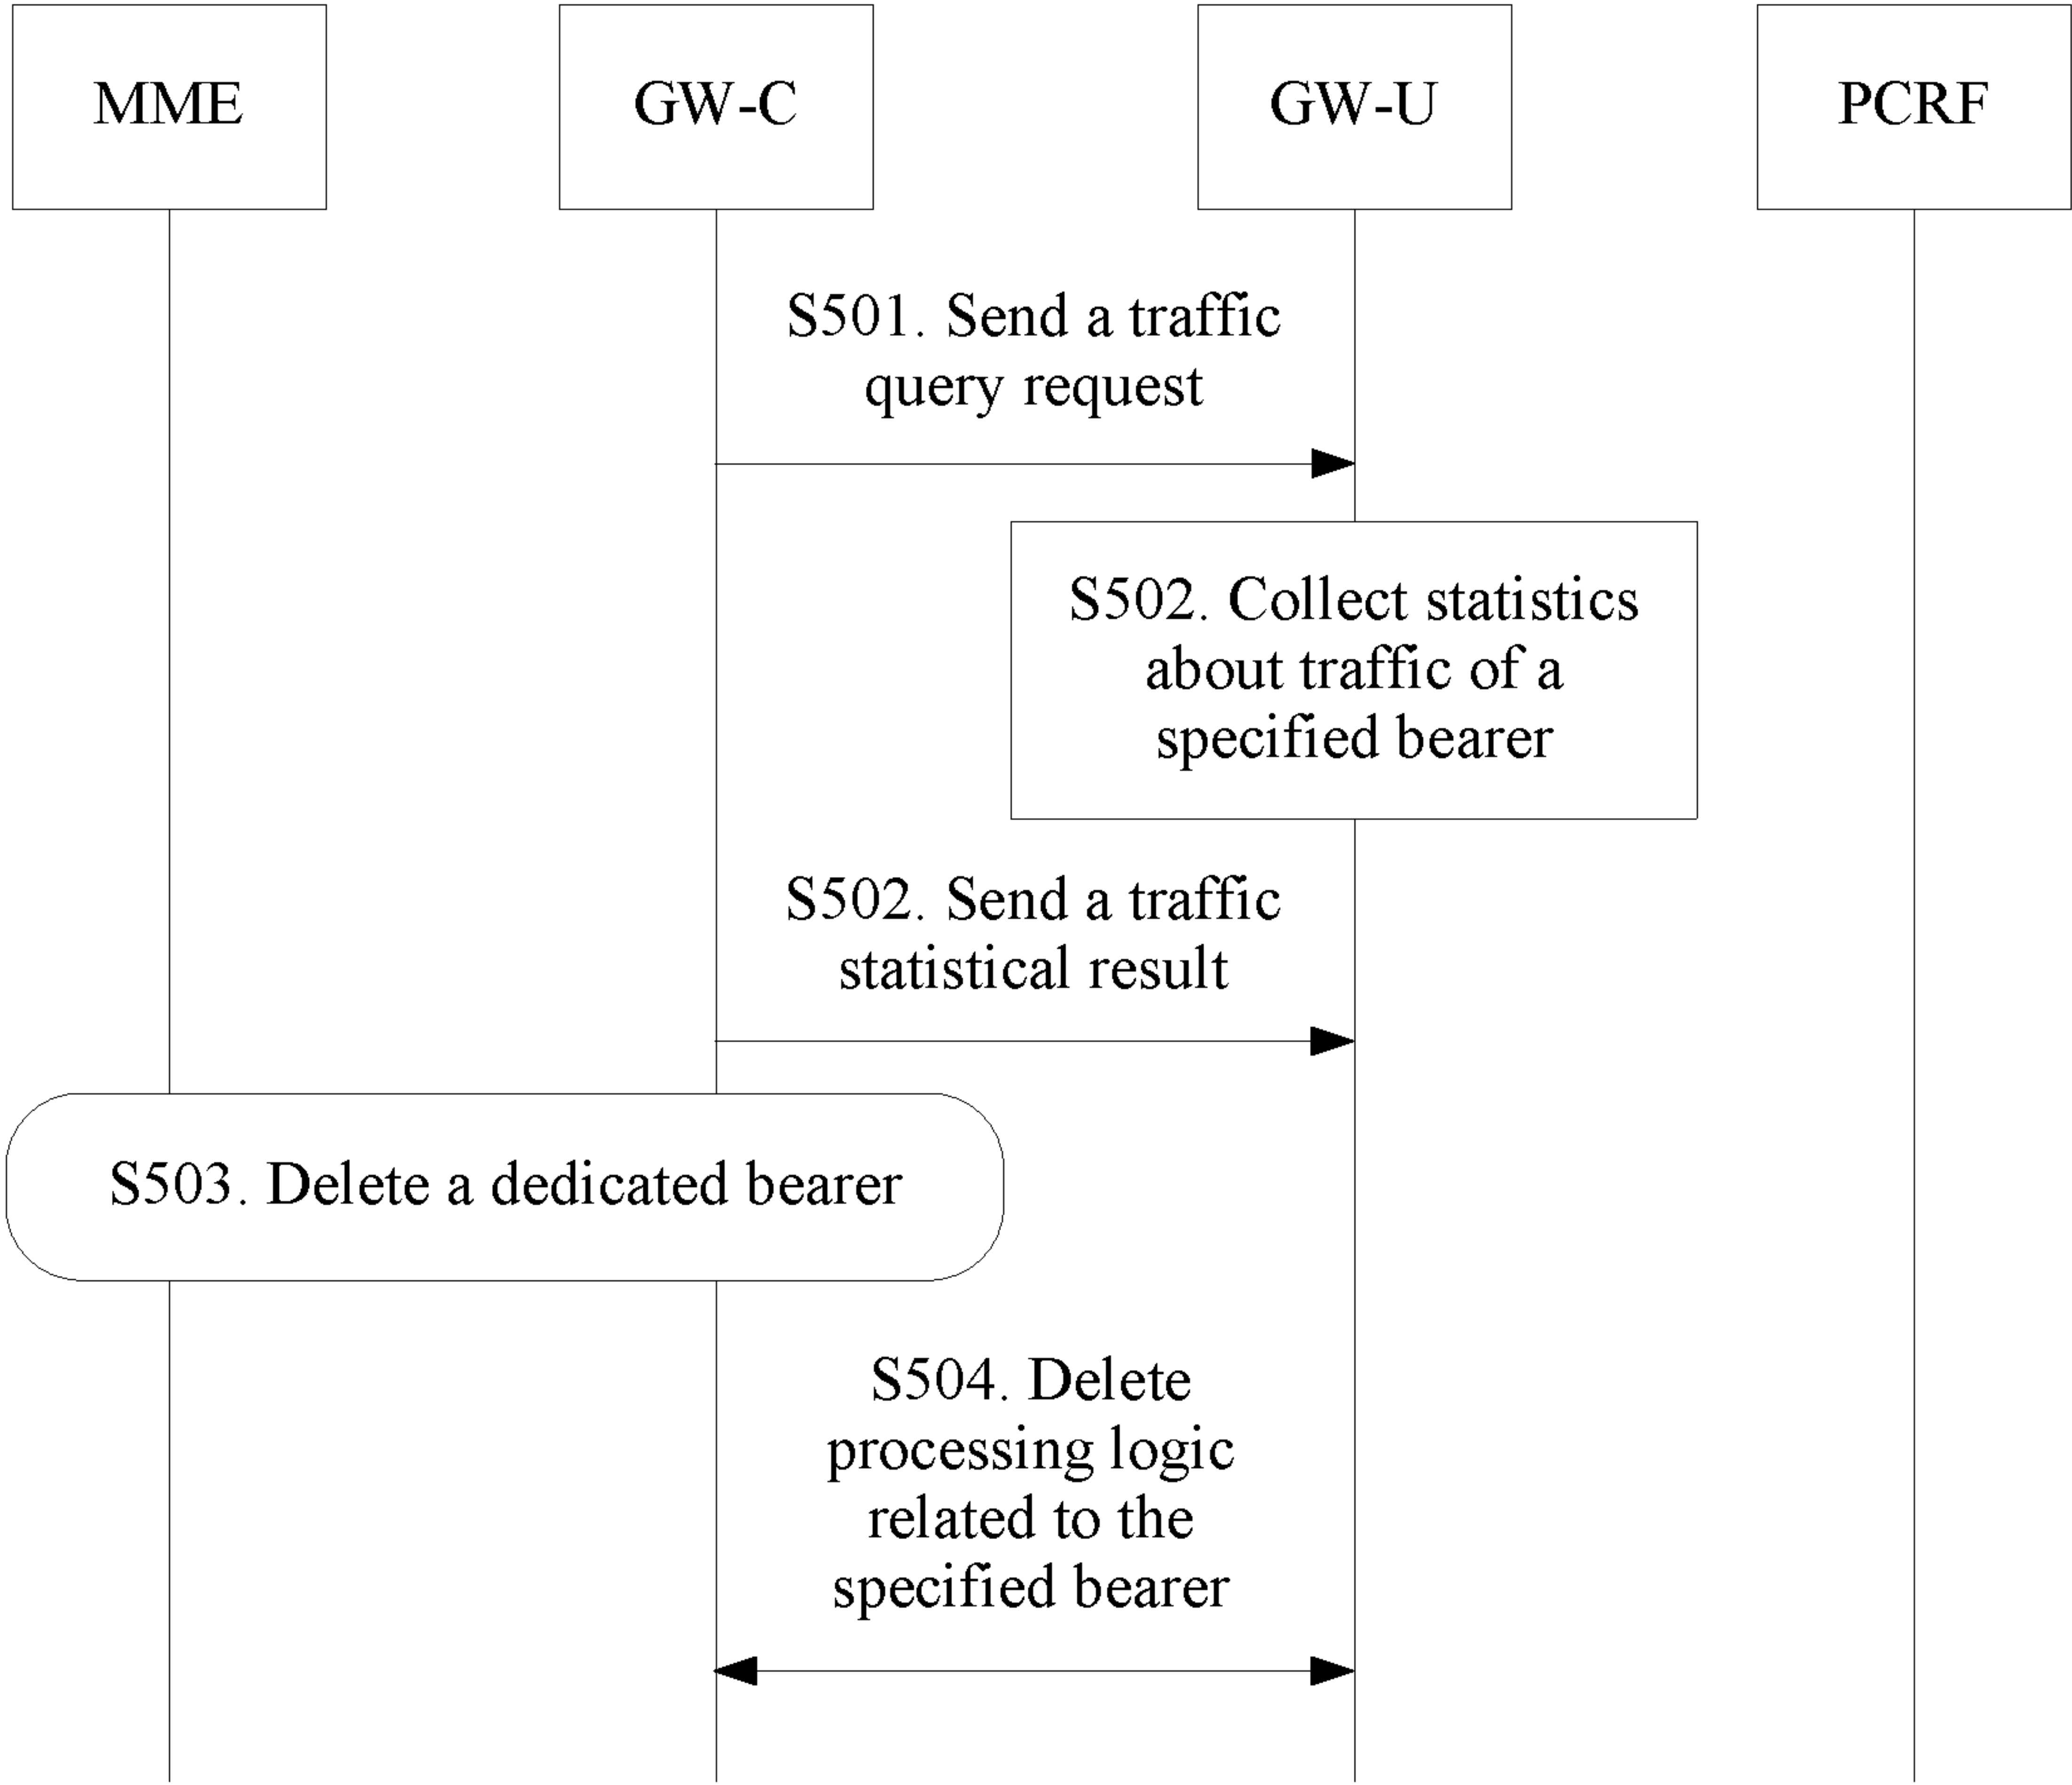 MME
GW-C
GW-U
PCRF
S501. Send a traffic
query request
S502. Collect statistics
about traffic of a
specified bearer
S502. Send a traffic
statistical result
S503. Delete a dedicated bearer
S504. Delete
processing logic
related to the
specified bearer